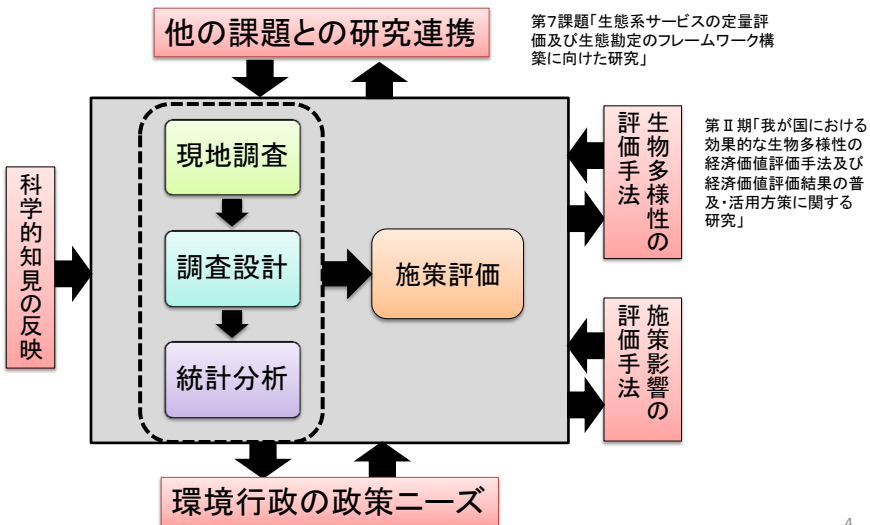 他の課題との研究連携
第7課題「生態系サービスの定量評
価及び生態勘定のフレームワーク構
築に向けた研究」
科学的知見の反映
現地調査
調査設計
統計分析
施策評価
生物多様性の
評価手法
第Ⅱ期「我が国における
効果的な生物多様性の
経済価値評価手法及び
経済価値評価結果の普
及・活用方策に関する
研究」
施策影響の
評価手法
環境行政の政策ニーズ
4